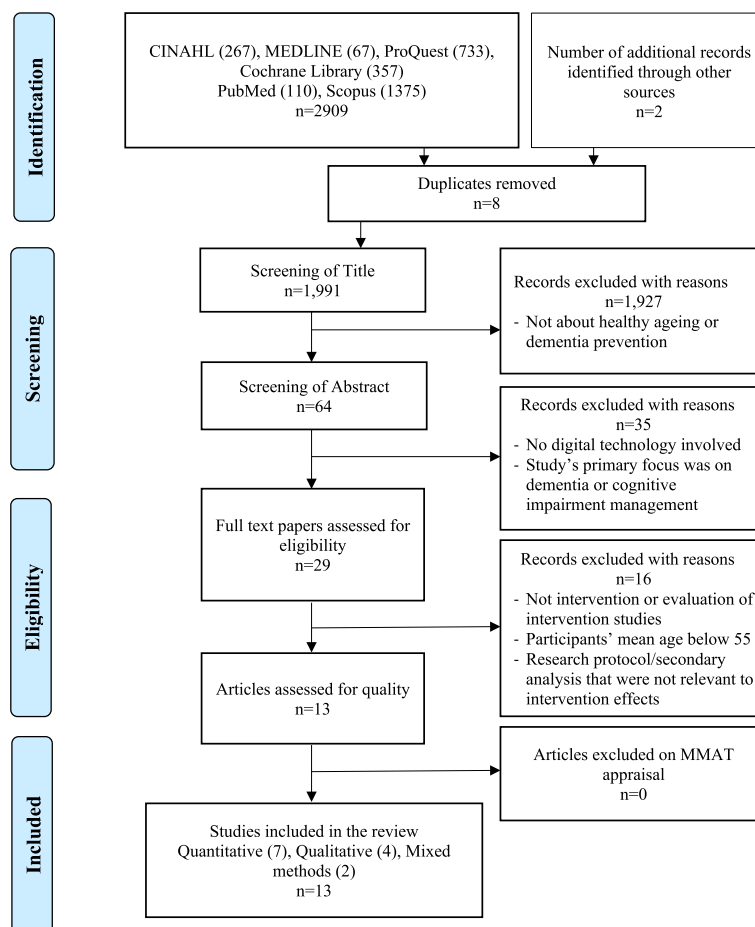 Identification
CINAHL (267), MEDLINE (67), ProQuest (733),
Cochrane Library (357)
PubMed (110), Scopus (1375)
n=2909
Number of additional records
identified through other
sources
n=2
Duplicates removed
n=8
Screening
Screening of Title
n=1,991
Records excluded with reasons
n=1,927
- Not about healthy ageing or
dementia prevention
Screening of Abstract
n=64
Records excluded with reasons
n=35
- No digital technology involved
- Study's primary focus was on
dementia or cognitive
impairment management
Eligibility
Full text papers assessed for
eligibility
n=29
Records excluded with reasons
n=16
- Not intervention or evaluation of
intervention studies
- Participants' mean age below 55
- Research protocol/secondary
analysis that were not relevant to
intervention effects
Articles assessed for quality
n=13
Included
Articles excluded on MMAT
appraisal
n=0
Studies included in the review
Quantitative (7), Qualitative (4), Mixed
methods (2)
n=13